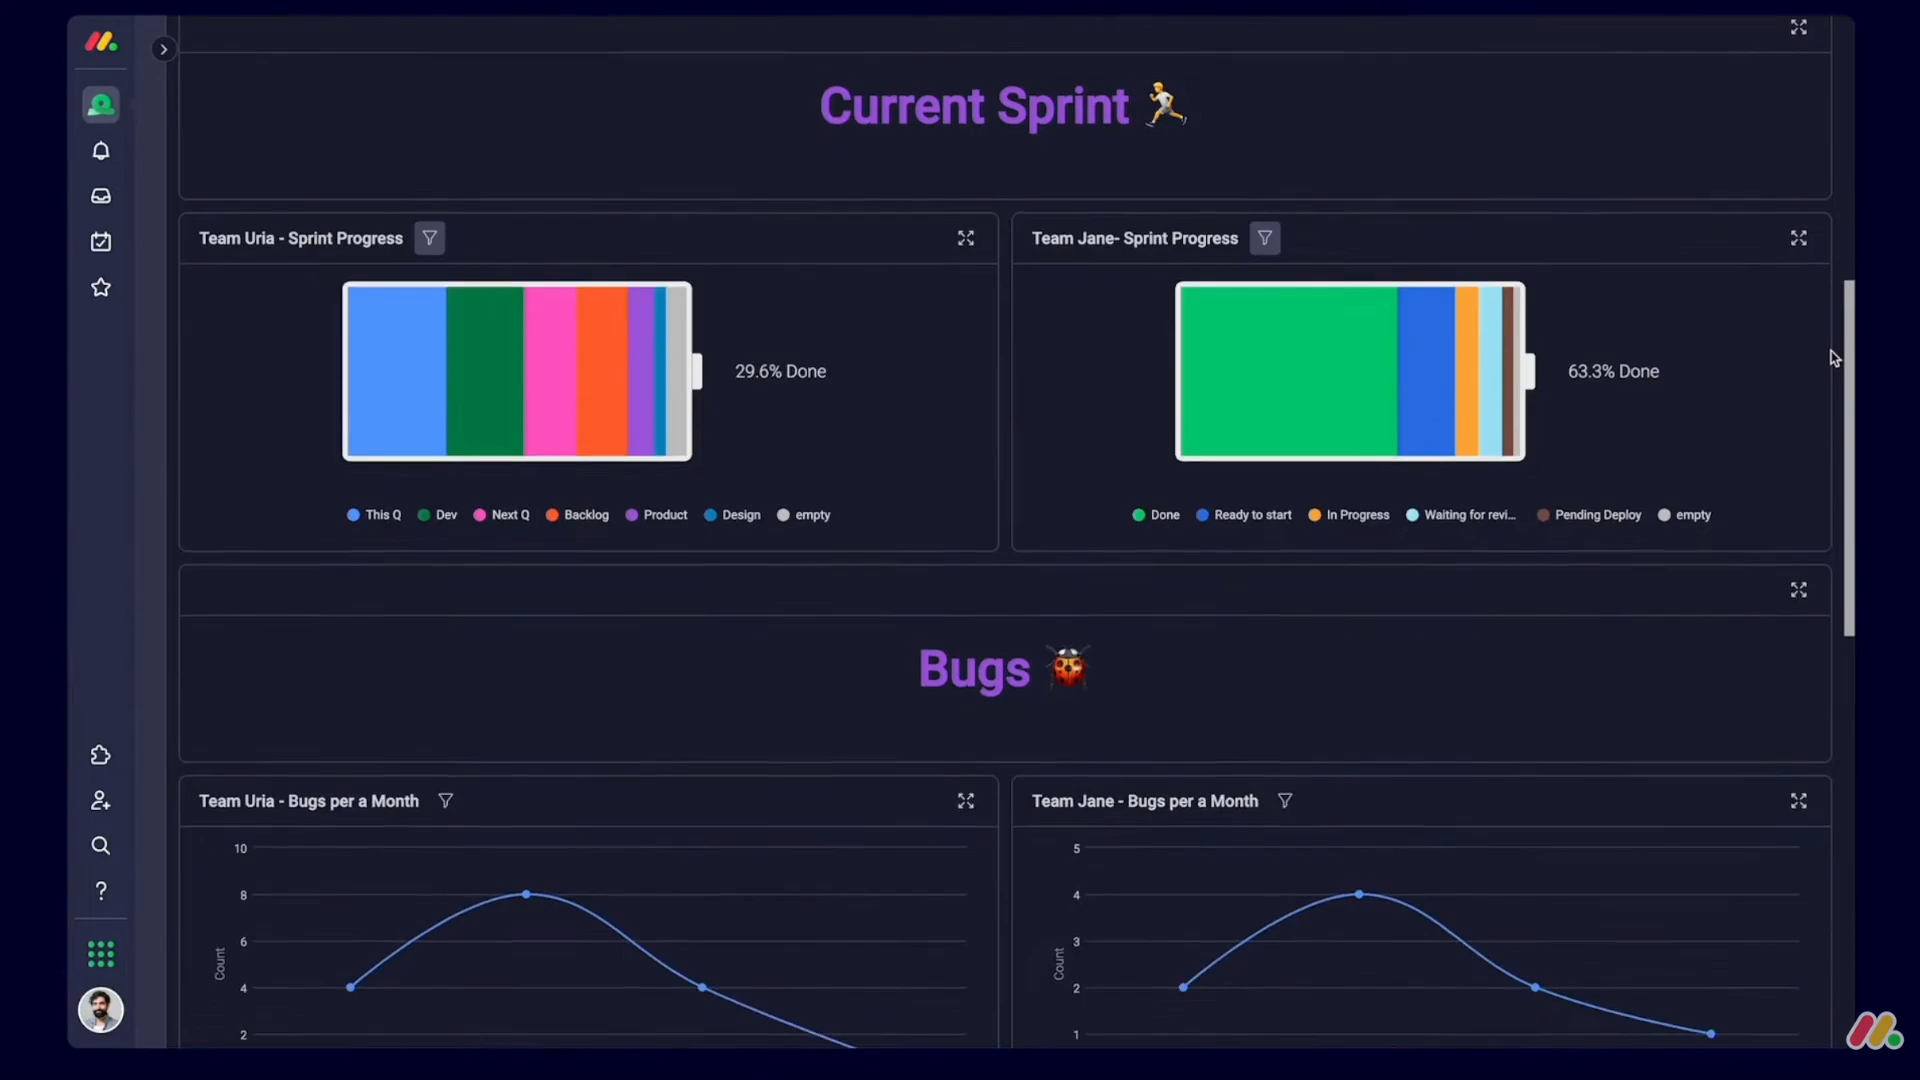 Current Sprint
Team Uria - Sprint Progress
29.6% Done
This Q Dev Next Q Backlog Product Design empty
Team Jane- Sprint Progress
63.3% Done
Done Ready to start In Progress Waiting for revi... Pending Deploy empty
Bugs
Team Uria - Bugs per a Month
10
8
6
4
2
Count
Team Jane - Bugs per a Month
5
4
3
2
1
Count